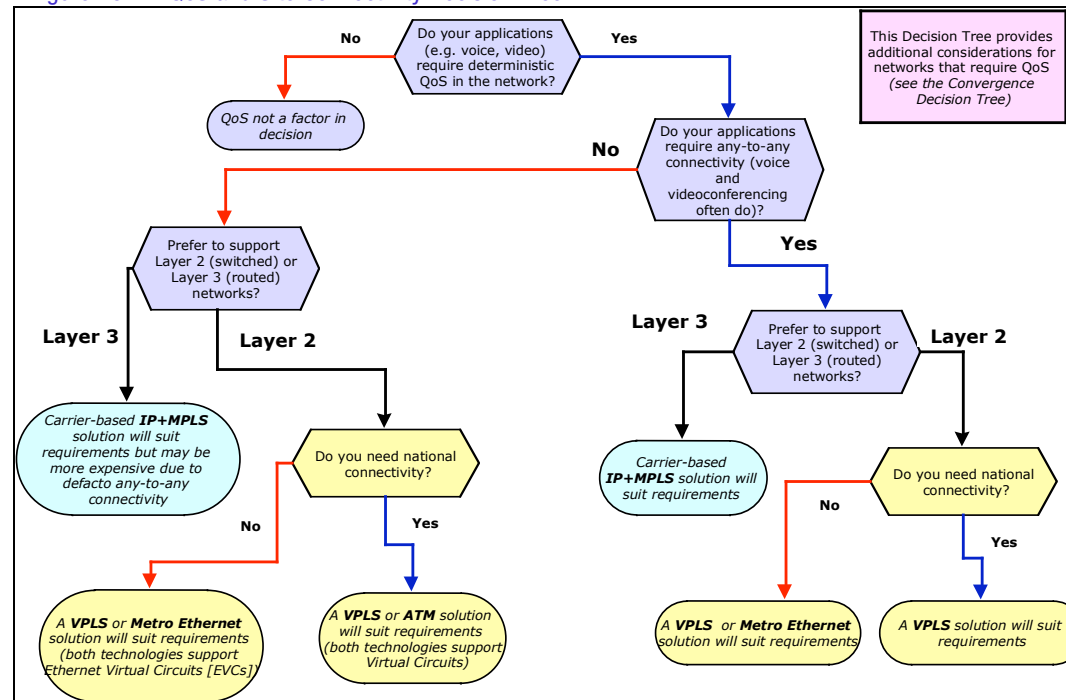 No
Do your applications
(e.g. voice, video)
require deterministic
QoS in the network?
Yes
This Decision Tree provides
additional considerations for
networks that require QoS
(see the Convergence
Decision Tree)
QoS not a factor in
decision
Do your applications
require any-to-any
connectivity (voice
and
videoconferencing
often do)?
No
Yes
Prefer to support
Layer 2 (switched) or
Layer 3 (routed)
networks?
Layer 3
Layer 2
Prefer to support
Layer 2 (switched) or
Layer 3 (routed)
networks?
Layer 3
Layer 2
Carrier-based IP+MPLS
solution will suit
requirements but may be
more expensive due to
defacto any-to-any
connectivity
Do you need national
connectivity?
Carrier-based
IP+MPLS solution will
suit requirements
Do you need national
connectivity?
No
Yes
No
Yes
A VPLS or Metro Ethernet
solution will suit requirements
(both technologies support
Ethernet Virtual Circuits [EVCs])
A VPLS or ATM solution
will suit requirements
(both technologies support
Virtual Circuits)
A VPLS or Metro Ethernet
solution will suit requirements
A VPLS solution will suit
requirements